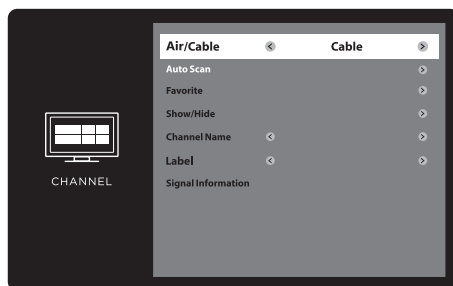 Air/Cable Cable
Auto Scan
Favorite
Show/Hide
Channel Name
Label
Signal Information
CHANNEL